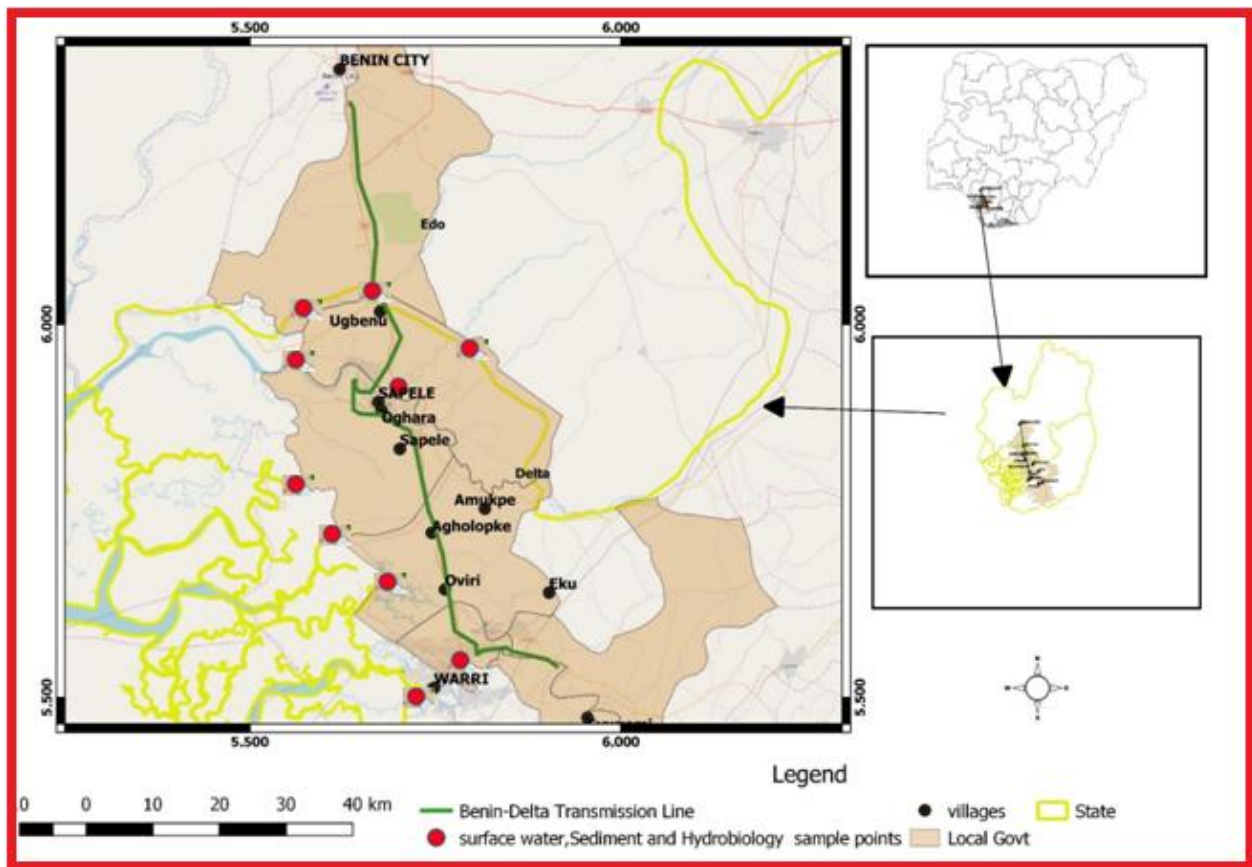 5.500 6.000
BENIN CITY
Edo
6.000 6.000
Ugbenu
SAPELE
Oghara
Sapele
Delta
Amukpe
Agholopke
Oviri
Eku
WARRI
5.500 5.500
5.500 6.000
Legend
10 0 10 20 30 40 km
Benin-Delta Transmission Line
villages
State
surface water,Sediment and Hydrobiology sample points
Local Govt